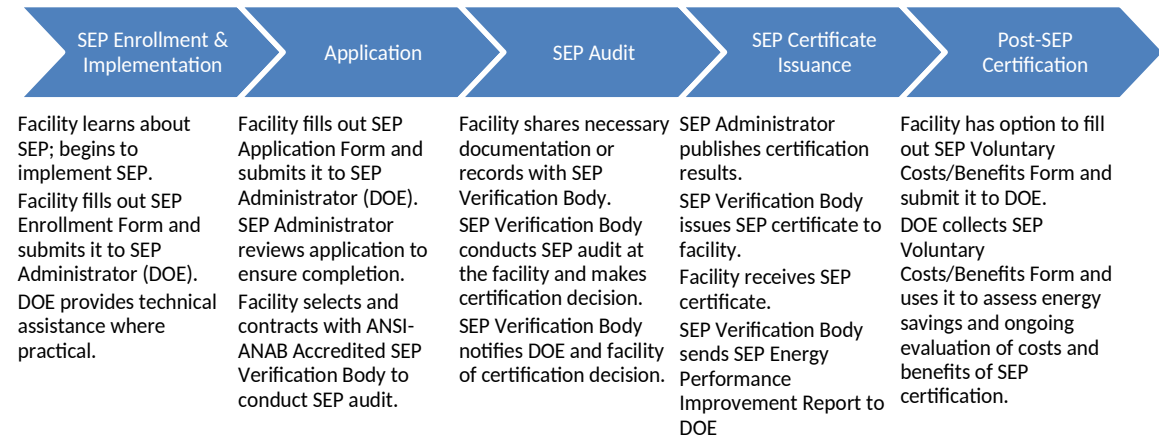 SEP Enrollment &
Implementation
Application
SEP Audit
SEP Certificate
Issuance
Post-SEP
Certification
Facility learns about
SEP; begins to
implement SEP.
Facility fills out SEP
Enrollment Form and
submits it to SEP
Administrator (DOE).
DOE provides technical
assistance where
practical.
Facility fills out SEP
Application Form and
submits it to SEP
Administrator (DOE).
SEP Administrator
reviews application to
ensure completion.
Facility selects and
contracts with ANSI-
ANAB Accredited SEP
Verification Body to
conduct SEP audit.
Facility shares necessary
documentation or
records with SEP
Verification Body.
SEP Verification Body
conducts SEP audit at
the facility and makes
certification decision.
SEP Verification Body
notifies DOE and facility
of certification decision.
SEP Administrator
publishes certification
results.
SEP Verification Body
issues SEP certificate to
facility.
Facility receives SEP
certificate.
SEP Verification Body
sends SEP Energy
Performance
Improvement Report to
DOE
Facility has option to fill
out SEP Voluntary
Costs/Benefits Form and
submit it to DOE.
DOE collects SEP
Voluntary
Costs/Benefits Form and
uses it to assess energy
savings and ongoing
evaluation of costs and
benefits of SEP
certification.